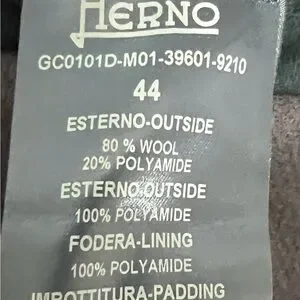 HERNO
GC0101D-M01-39601-9210
44
ESTERNO-OUTSIDE
80 % WOOL
20% POLYAMIDE
ESTERNO-OUTSIDE
100% POLYAMIDE
FODERA-LINING
100% POLYAMIDE
IMBOTTITURA-PADDING